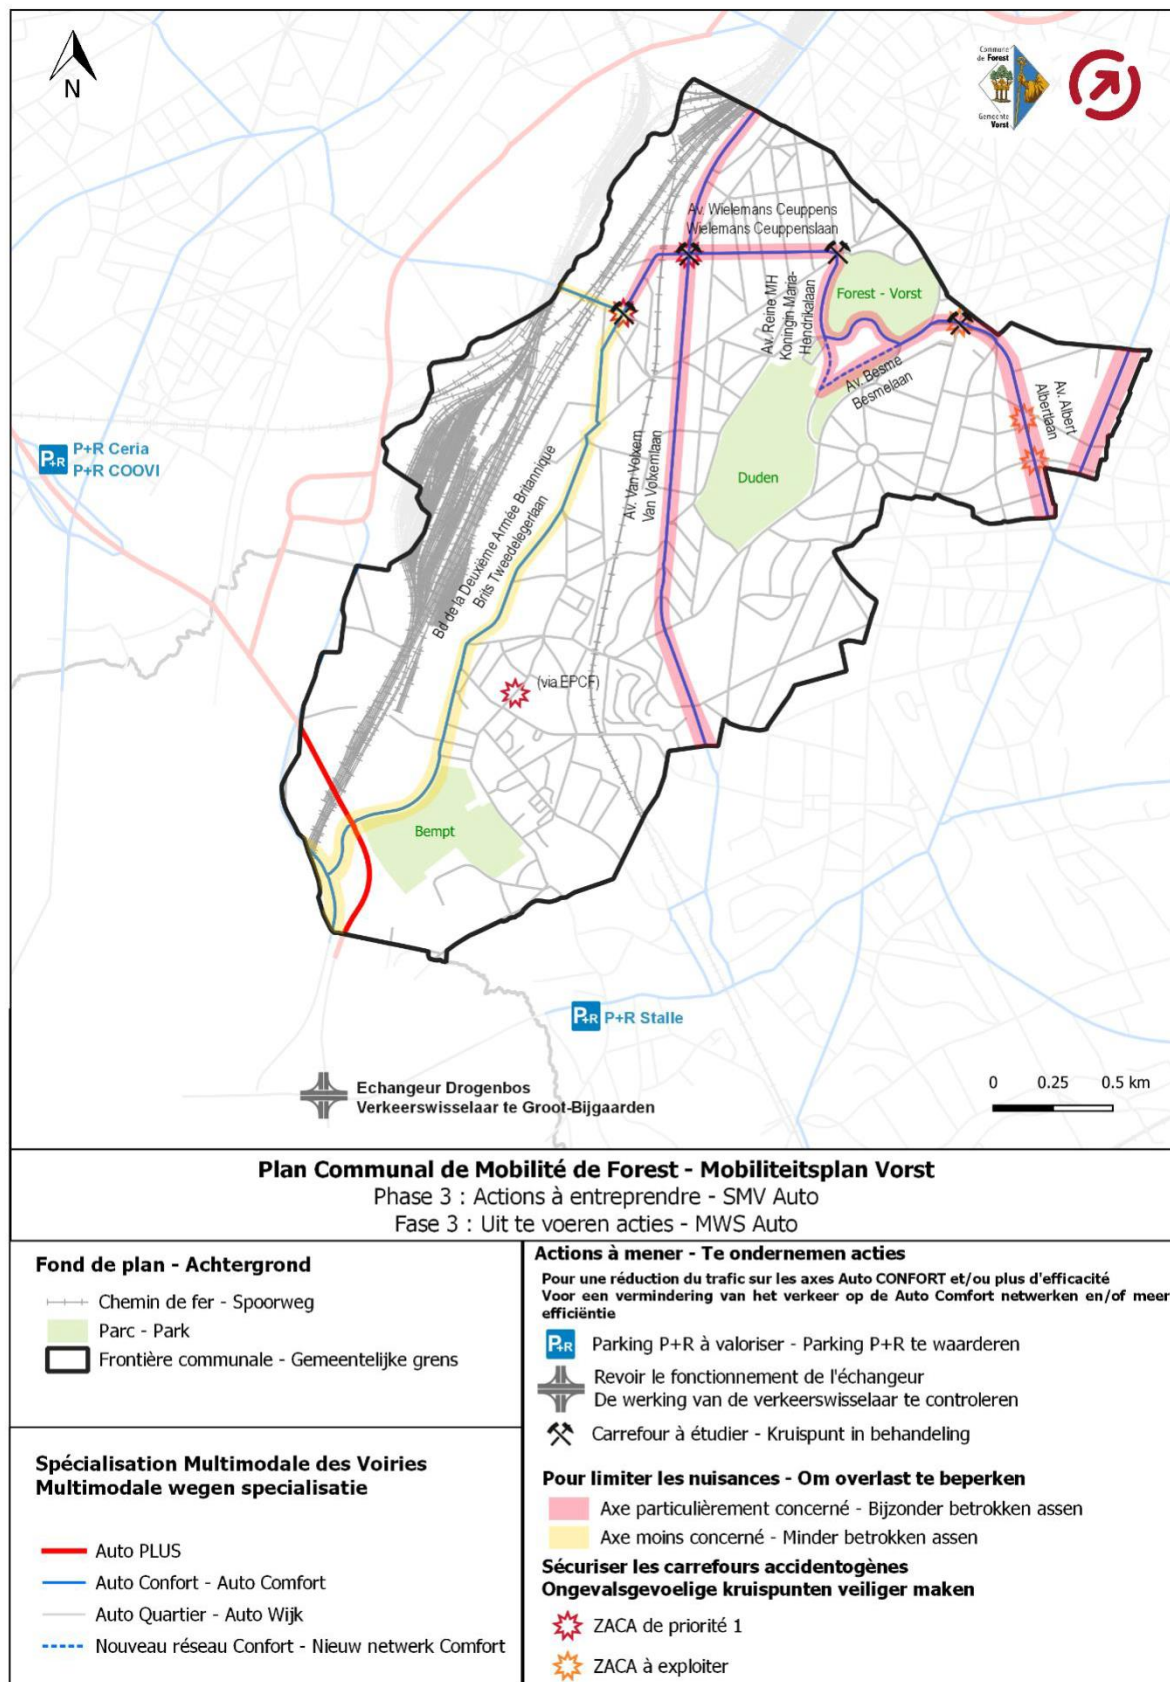 N
Commune
de Forest
Gemeente
Vorst
Av. Wielemans Ceuppens
Wielemans Ceuppenslaan
Av. Reine MH
Koningin Maria-
Hendrikalaan
Forest - Vorst
Av. Besme
Besmelaan
Av. Albert
Albertlaan
P+R
P+R Ceria
P+R COOVI
Bd de la Deuxième Armée Britannique
Brits Tweedelegerlaan
Av. Van Volxem
Van Volxemlaan
Duden
(via EPCF)
Bempt
P+R
P+R Stalle
Echangeur Drogenbos
Verkeerswisselaar te Groot-Bijgaarden
0 0.25 0.5 km
Plan Communal de Mobilité de Forest - Mobiliteitsplan Vorst
Phase 3 : Actions à entreprendre - SMV Auto
Fase 3 : Uit te voeren acties - MWS Auto
Fond de plan - Achtergrond
Chemin de fer - Spoorweg
Parc - Park
Frontière communale - Gemeentelijke grens
Spécialisation Multimodale des Voiries
Multimodale wegen specialisatie
Auto PLUS
Auto Confort - Auto Comfort
Auto Quartier - Auto Wijk
Nouveau réseau Confort - Nieuw netwerk Comfort
Actions à mener - Te ondernemen acties
Pour une réduction du trafic sur les axes Auto CONFORT et/ou plus d'efficacité
Voor een vermindering van het verkeer op de Auto Comfort netwerken en/of meer
efficiëntie
P+R
Parking P+R à valoriser - Parking P+R te waarderen
Revoir le fonctionnement de l'échangeur
De werking van de verkeerswisselaar te controleren
Carrefour à étudier - Kruispunt in behandeling
Pour limiter les nuisances - Om overlast te beperken
Axe particulièrement concerné - Bijzonder betrokken assen
Axe moins concerné - Minder betrokken assen
Sécuriser les carrefours accidentogènes
Ongevalsgevoelige kruispunten veiliger maken
ZACA de priorité 1
ZACA à exploiter